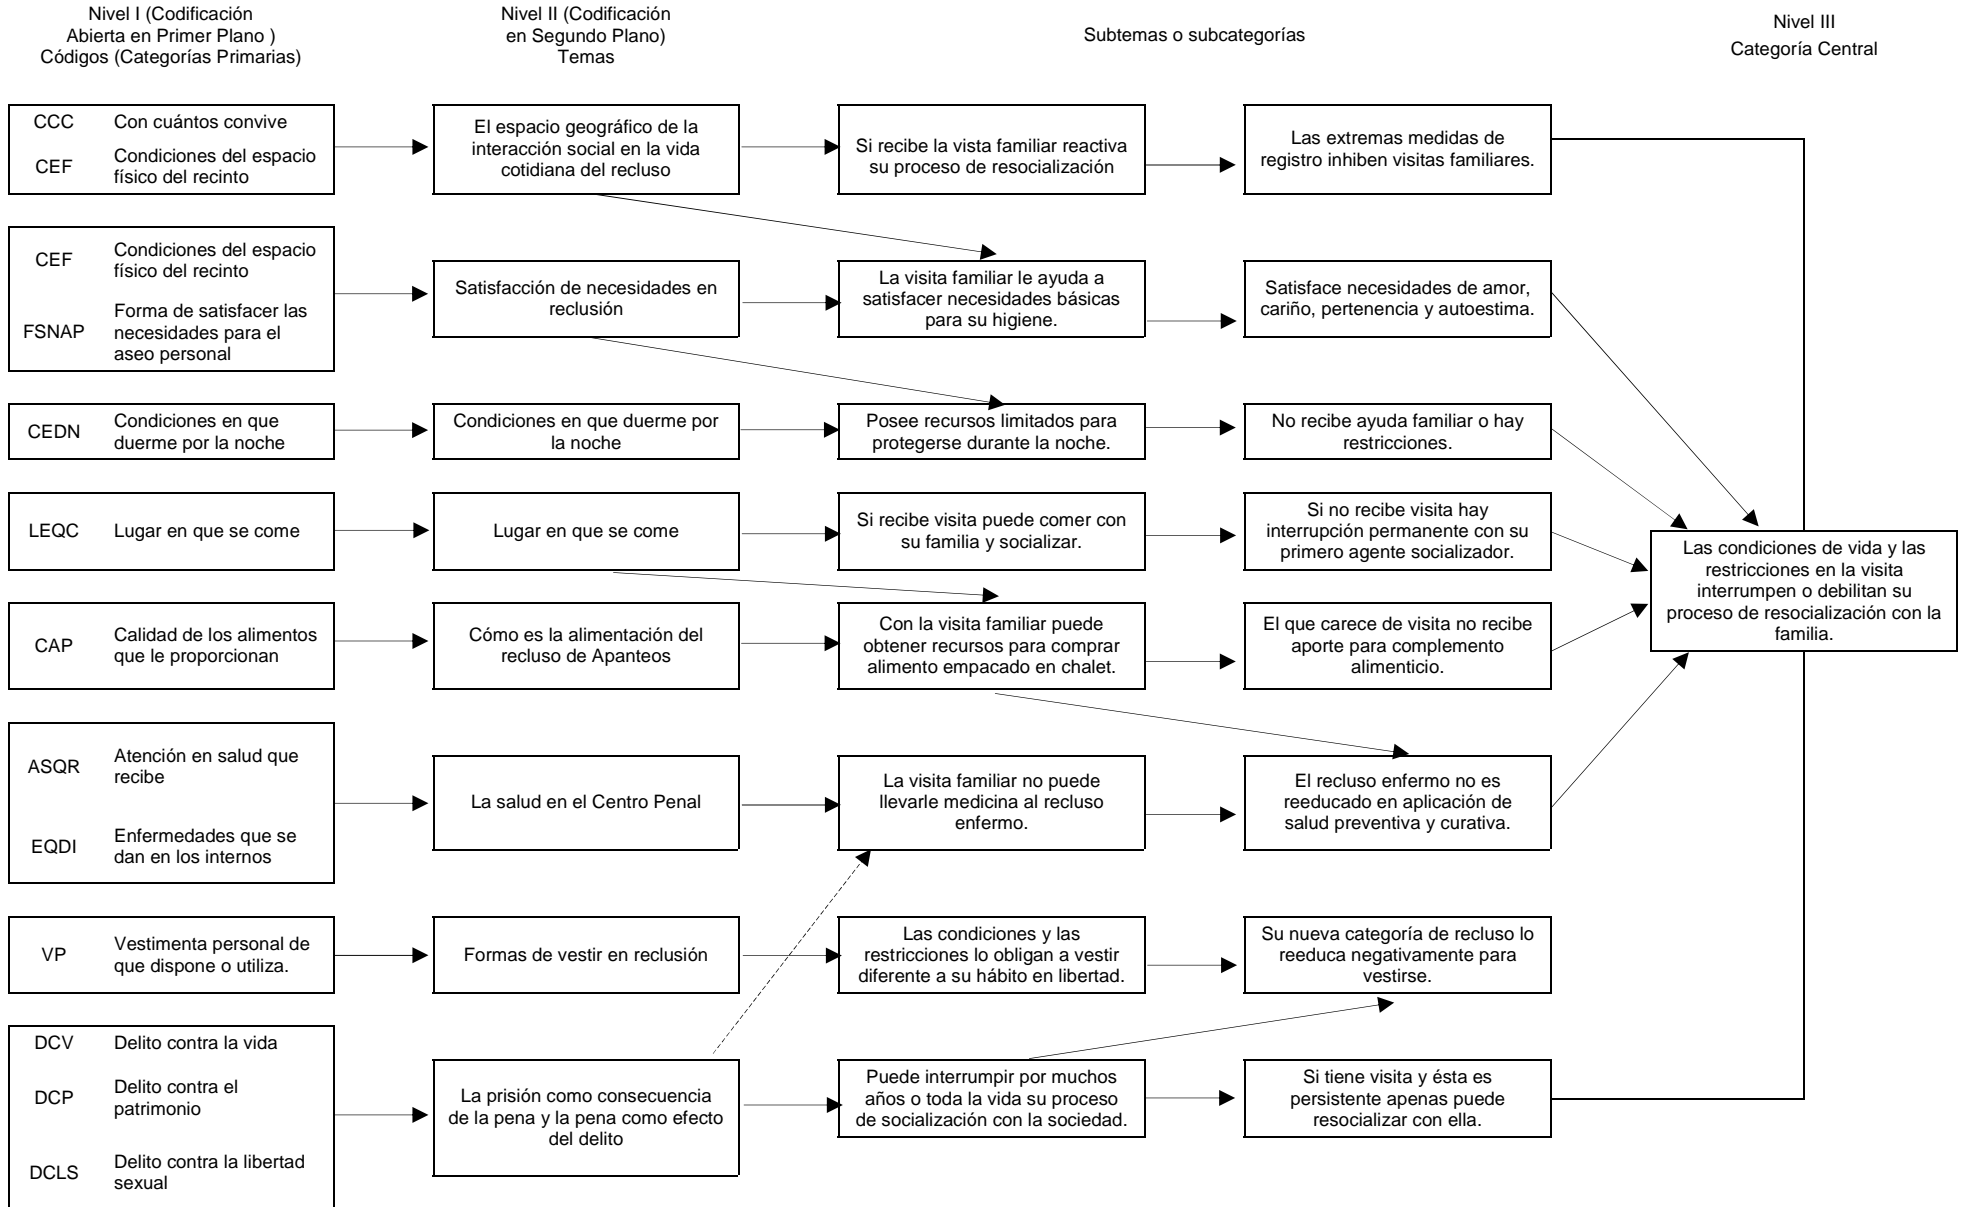 Nivel I (Codificación
Abierta en Primer Plano )
Códigos (Categorías Primarias)
Nivel II (Codificación
en Segundo Plano)
Temas
Subtemas o subcategorías
Nivel III
Categoría Central
CCC Con cuántos convive
CEF Condiciones del espacio
físico del recinto
El espacio geográfico de la
interacción social en la vida
cotidiana del recluso
Si recibe la vista familiar reactiva
su proceso de resocialización
Las extremas medidas de
registro inhiben visitas familiares.
CEF Condiciones del espacio
físico del recinto
FSNAP Forma de satisfacer las
necesidades para el
aseo personal
Satisfacción de necesidades en
reclusión
La visita familiar le ayuda a
satisfacer necesidades básicas
para su higiene.
Satisface necesidades de amor,
cariño, pertenencia y autoestima.
CEDN Condiciones en que
duerme por la noche
Condiciones en que duerme por
la noche
Posee recursos limitados para
protegerse durante la noche.
No recibe ayuda familiar o hay
restricciones.
LEQC Lugar en que se come
Lugar en que se come
Si recibe visita puede comer con
su familia y socializar.
Si no recibe visita hay
interrupción permanente con su
primero agente socializador.
Las condiciones de vida y las
restricciones en la visita
interrumpen o debilitan su
proceso de resocialización con la
familia.
CAP Calidad de los alimentos
que le proporcionan
Cómo es la alimentación del
recluso de Apanteos
Con la visita familiar puede
obtener recursos para comprar
alimento empacado en chalet.
El que carece de visita no recibe
aporte para complemento
alimenticio.
ASQR Atención en salud que
recibe
EQDI Enfermedades que se
dan en los internos
La salud en el Centro Penal
La visita familiar no puede
llevarle medicina al recluso
enfermo.
El recluso enfermo no es
reeducado en aplicación de
salud preventiva y curativa.
VP Vestimenta personal de
que dispone o utiliza.
Formas de vestir en reclusión
Las condiciones y las
restricciones lo obligan a vestir
diferente a su hábito en libertad.
Su nueva categoría de recluso lo
reeduca negativamente para
vestirse.
DCV Delito contra la vida
DCP Delito contra el
patrimonio
DCLS Delito contra la libertad
sexual
La prisión como consecuencia
de la pena y la pena como efecto
del delito
Puede interrumpir por muchos
años o toda la vida su proceso
de socialización con la sociedad.
Si tiene visita y ésta es
persistente apenas puede
resocializar con ella.